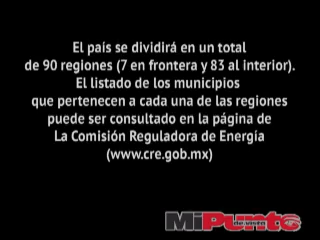 El país se dividirá en un total
de 90 regiones (7 en frontera y 83 al interior).
El listado de los municipios
que pertenecen a cada una de las regiones
puede ser consultado en la página de
La Comisión Reguladora de Energía
(www.cre.gob.mx)
MiPunto
de vista